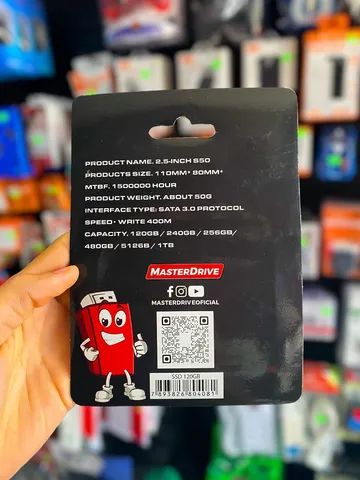 PRODUCT NAME. 2.5-INCH SSD
PRODUCTS SIZE. 110MM* 80MM*
MTBF. 1500000 HOUR
PRODUCT WEIGHT. ABOUT 50G
INTERFACE TYPE: SATA 3.0 PROTOCOL
SPEED - WRITE 400M
CAPACITY. 120GB / 240GB / 256GB/
480GB / 512GB / 1TB
MASTERDRIVE
MASTERDRIVEOFICIAL
SSD 120GB
7893826804081